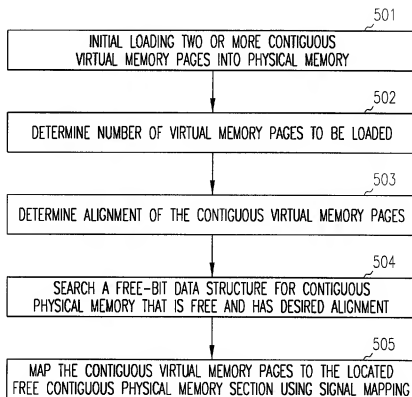 501
INITIAL LOADING TWO OR MORE CONTIGUOUS
VIRTUAL MEMORY PAGES INTO PHYSICAL MEMORY
502
DETERMINE NUMBER OF VIRTUAL MEMORY PAGES TO BE LOADED
503
DETERMINE ALIGNMENT OF THE CONTIGUOUS VIRTUAL MEMORY PAGES
504
SEARCH A FREE-BIT DATA STRUCTURE FOR CONTIGUOUS
PHYSICAL MEMORY THAT IS FREE AND HAS DESIRED ALIGNMENT
505
MAP THE CONTIGUOUS VIRTUAL MEMORY PAGES TO THE LOCATED
FREE CONTIGUOUS PHYSICAL MEMORY SECTION USING SIGNAL MAPPING